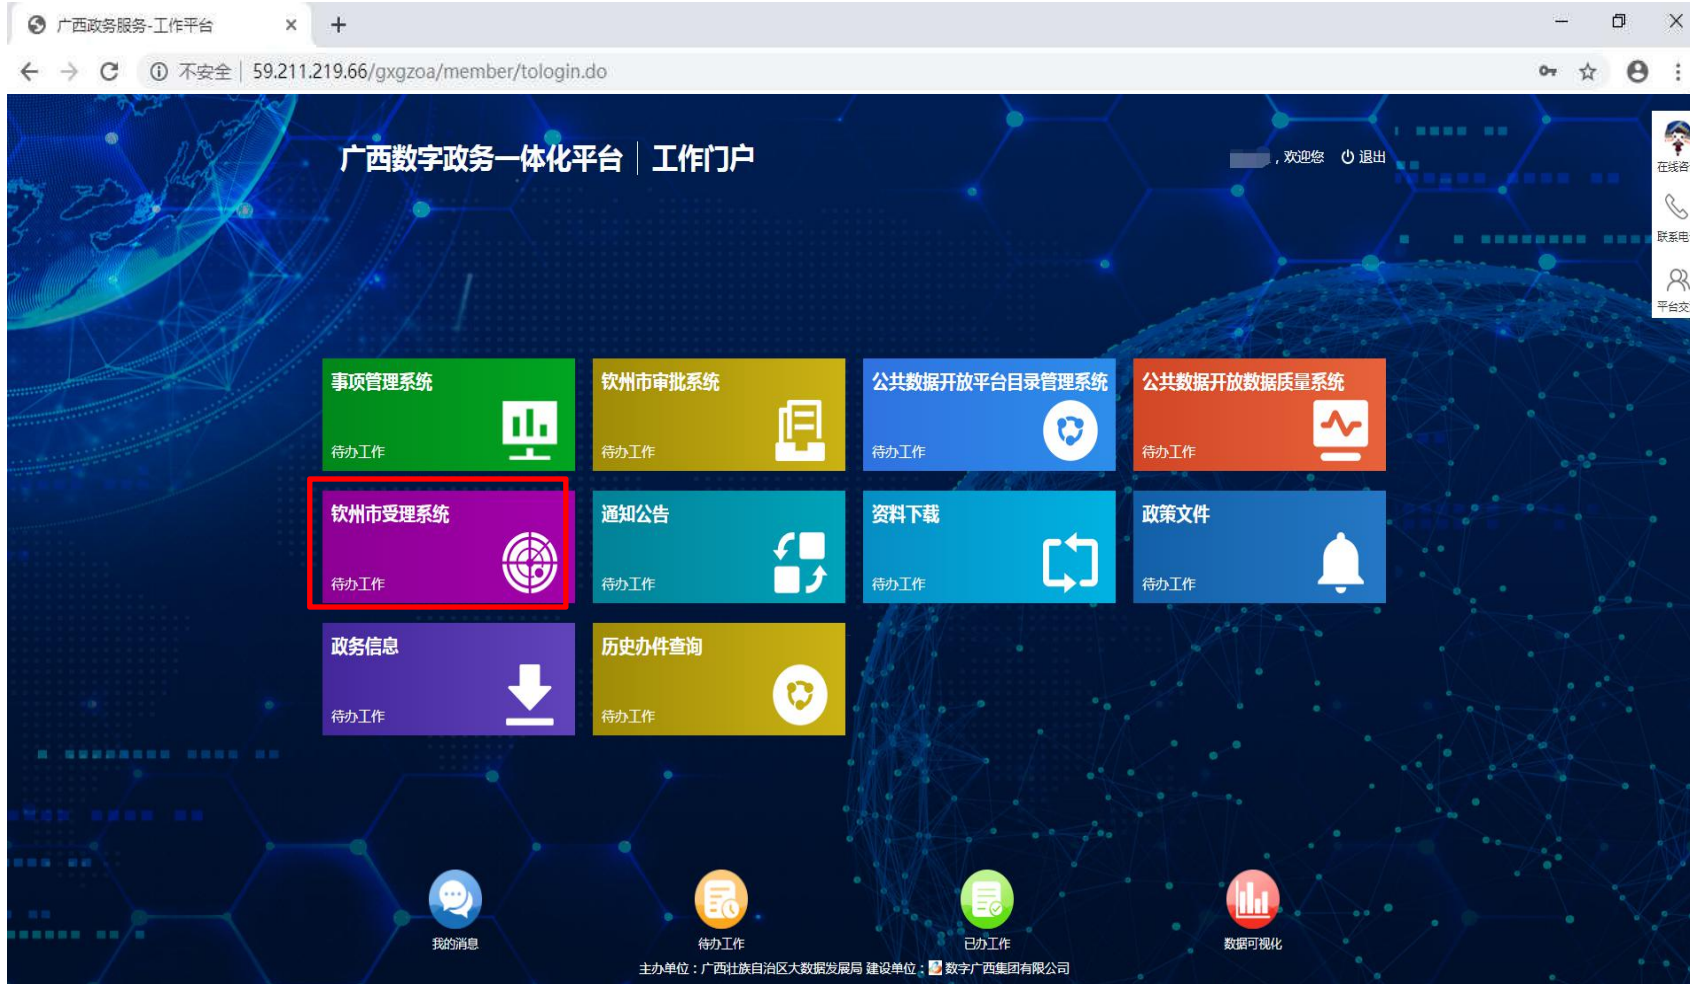 广西政务服务-工作平台
不安全 59.211.219.66/gxgzoa/member/tologin.do
广西数字政务一体化平台 工作门户
，欢迎您 退出
在线咨
联系电
平台交
事项管理系统 钦州市审批系统 公共数据开放平台目录管理系统 公共数据开放数据质量系统
待办工作 待办工作 待办工作 待办工作
钦州市受理系统 通知公告 资料下载 政策文件
待办工作 待办工作 待办工作 待办工作
政务信息 历史办件查询
待办工作 待办工作
我的消息 待办工作 已办工作 数据可视化
主办单位：广西壮族自治区大数据发展局 建设单位： 数字广西集团有限公司